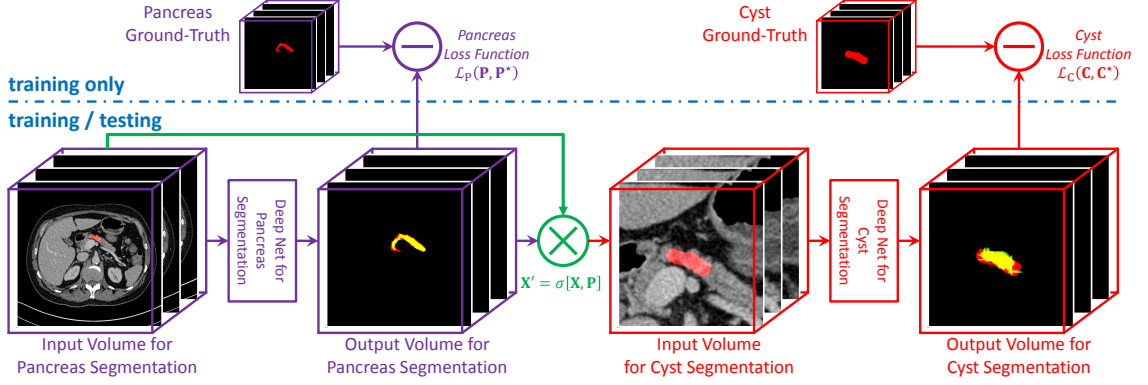 Pancreas
Ground-Truth
Pancreas
Loss Function
ℒP(P, P⋆)
Cyst
Ground-Truth
Cyst
Loss Function
ℒC(C, C⋆)
training only
training / testing
Deep Net for
Pancreas
Segmentation
X′ = σ[X, P]
Deep Net for
Cyst
Segmentation
Input Volume for
Pancreas Segmentation
Output Volume for
Pancreas Segmentation
Input Volume
for Cyst Segmentation
Output Volume for
Cyst Segmentation